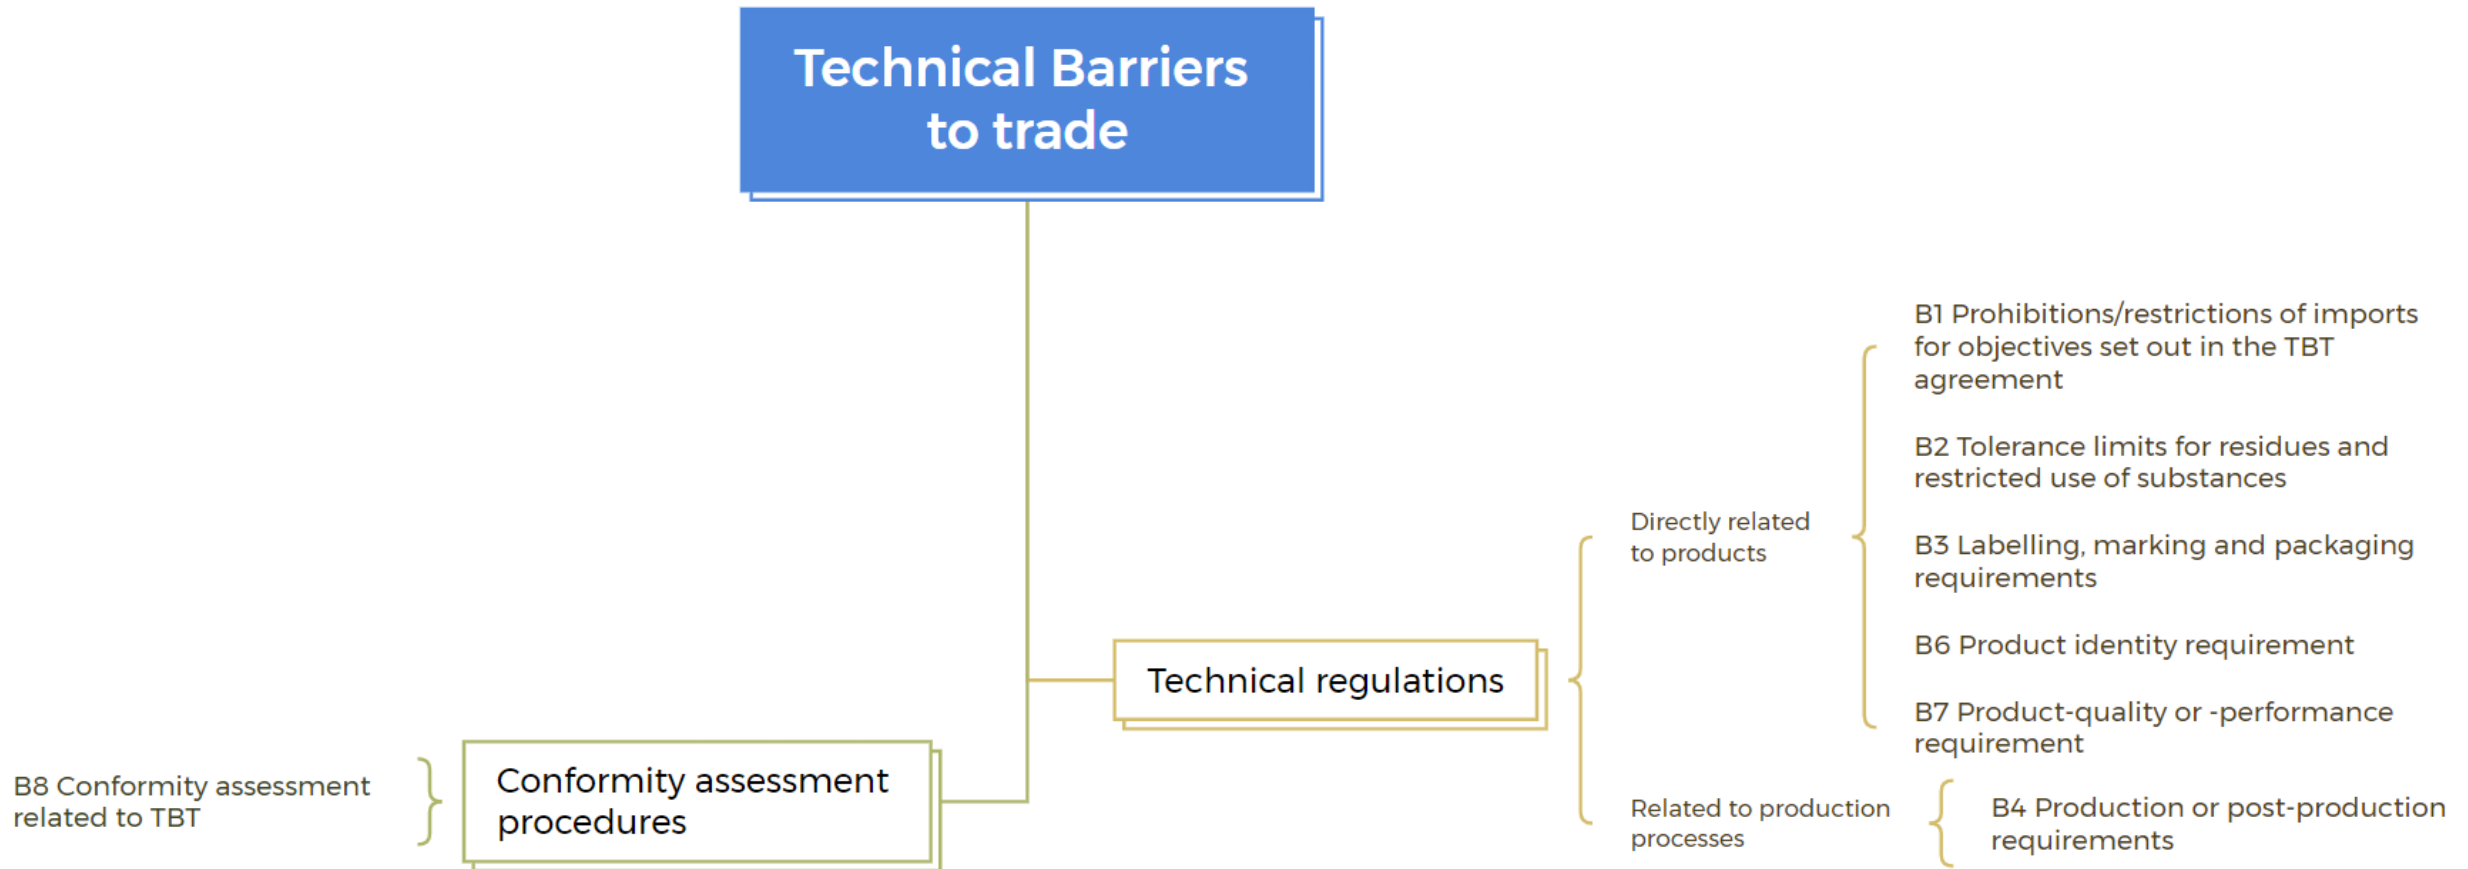 Technical Barriers
to trade
B1 Prohibitions/restrictions of imports
for objectives set out in the TBT
agreement
B2 Tolerance limits for residues and
restricted use of substances
Directly related
to products
B3 Labelling, marking and packaging
requirements
B6 Product identity requirement
Technical regulations
B7 Product-quality or -performance
requirement
Related to production
processes
B4 Production or post-production
requirements
Conformity assessment
procedures
B8 Conformity assessment
related to TBT